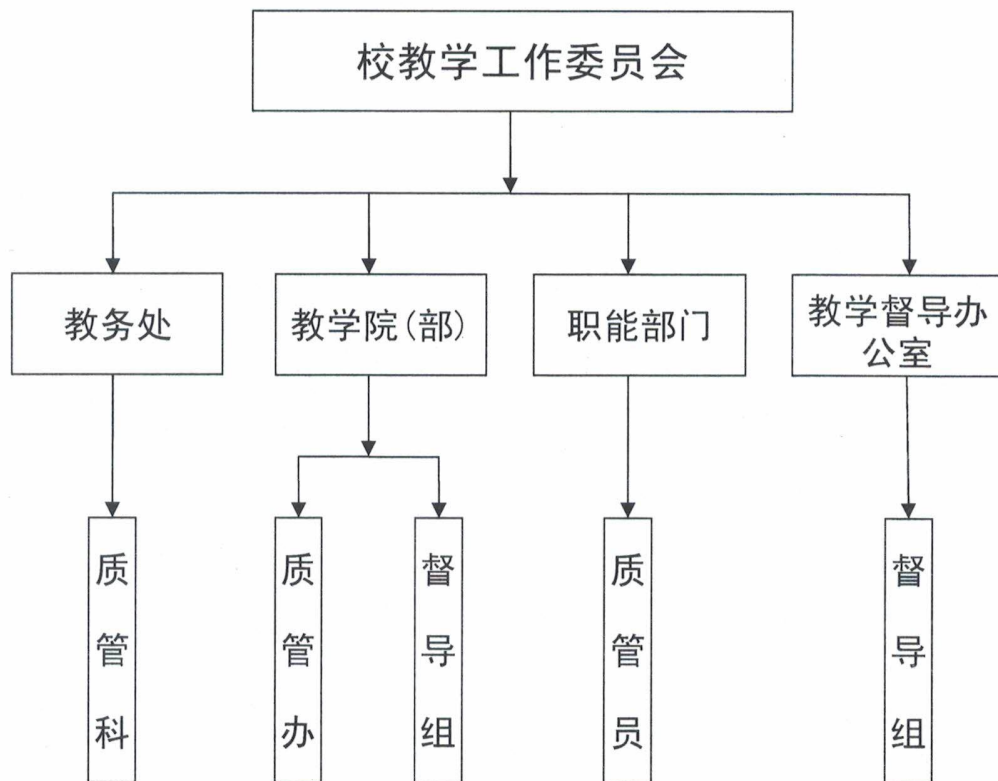 校教学工作委员会
教务处
教学院(部)
职能部门
教学督导办
公室
质管科
质管办
督导组
质管员
督导组